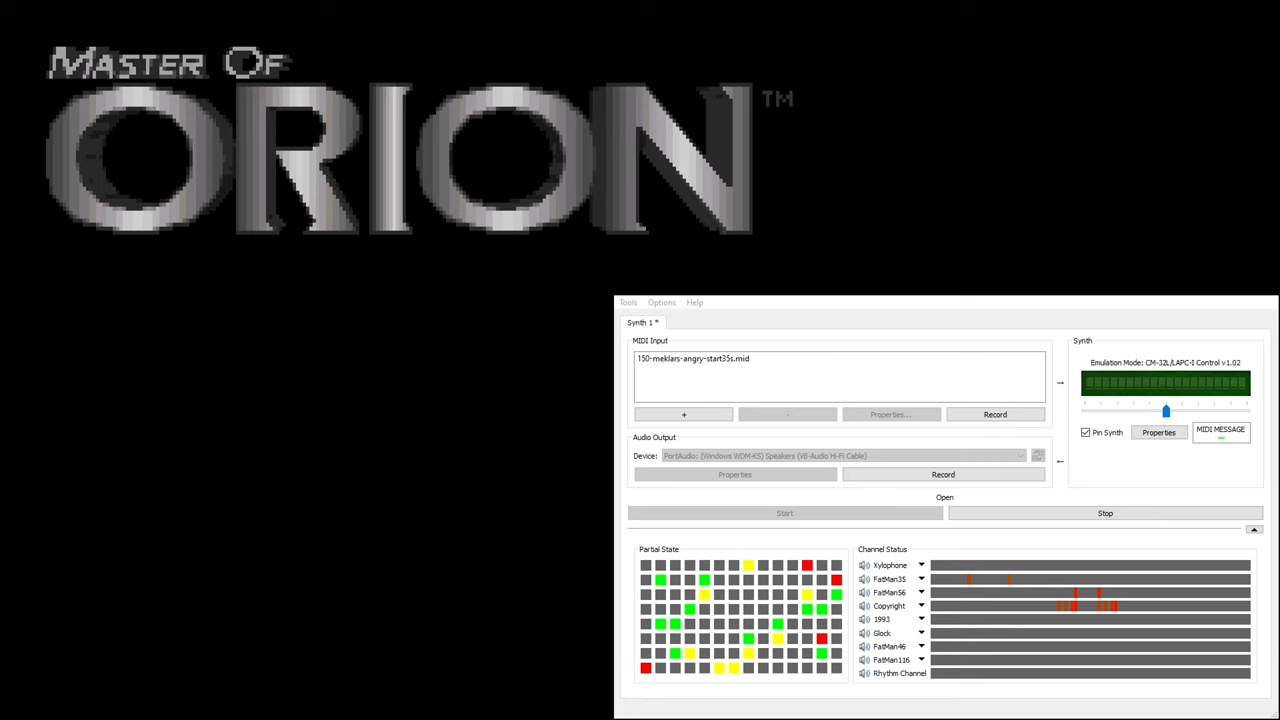 MASTER OF
ORION™
Tools Options Help
Synth 1 *
MIDI Input
150-meklars-angry-start35s.mid
+ - Properties... Record
Audio Output
Device: PortAudio: (Windows WDM-KS) Speakers (VB-Audio Hi-Fi Cable)
Properties Record
Synth
Emulation Mode: CM-32L/LAPC-I Control v1.02
Pin Synth Properties MIDI MESSAGE
Open
Start Stop
Partial State
Channel Status
Xylophone
FatMan35
FatMan56
Copyright
1993
Glock
FatMan46
FatMan116
Rhythm Channel